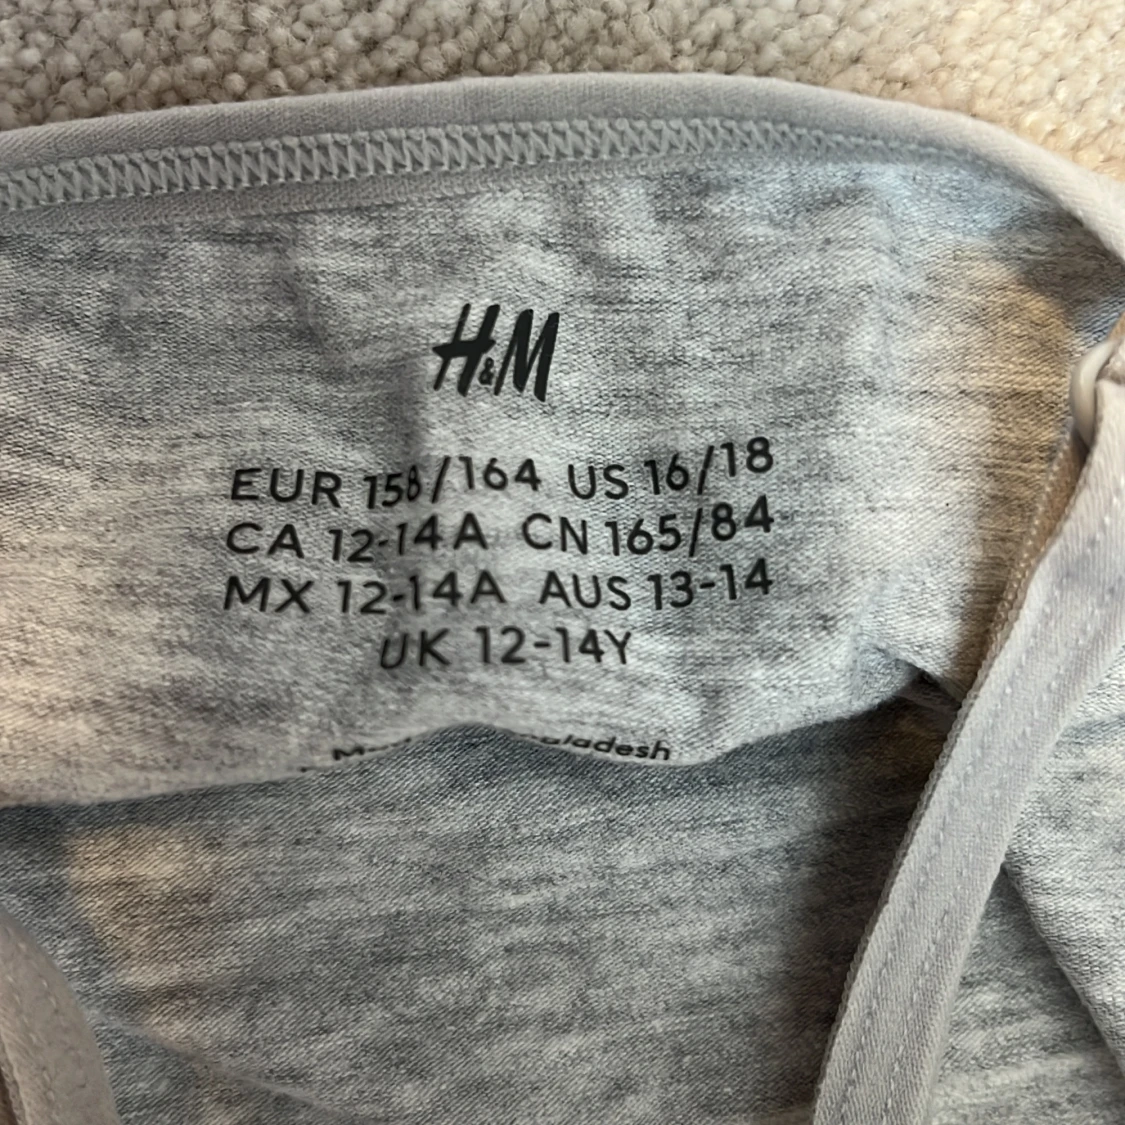 H&M
EUR 158/164 US 16/18
CA 12-14A CN 165/84
MX 12-14A AUS 13-14
UK 12-14Y